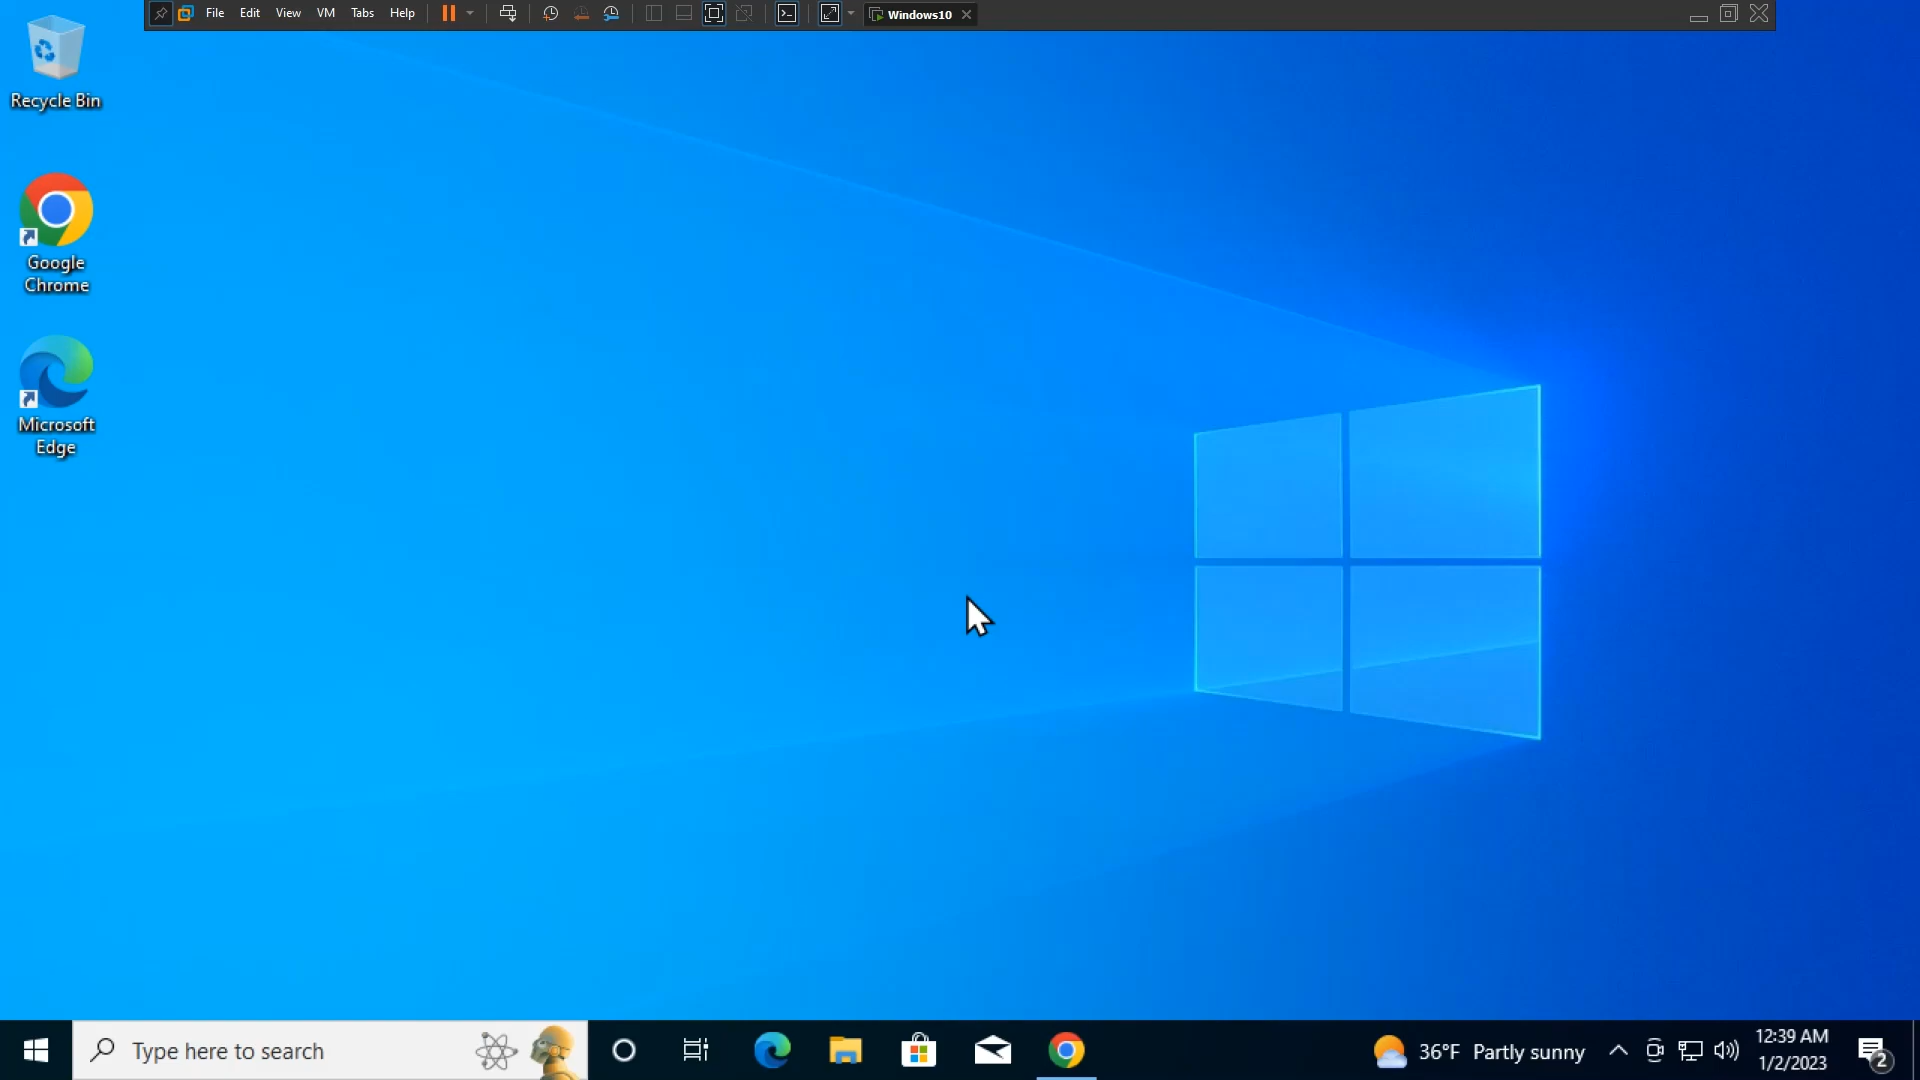 File Edit View VM Tabs Help
Windows10
Recycle Bin
Google
Chrome
Microsoft
Edge
Type here to search
36°F Partly sunny
12:39 AM
1/2/2023
2